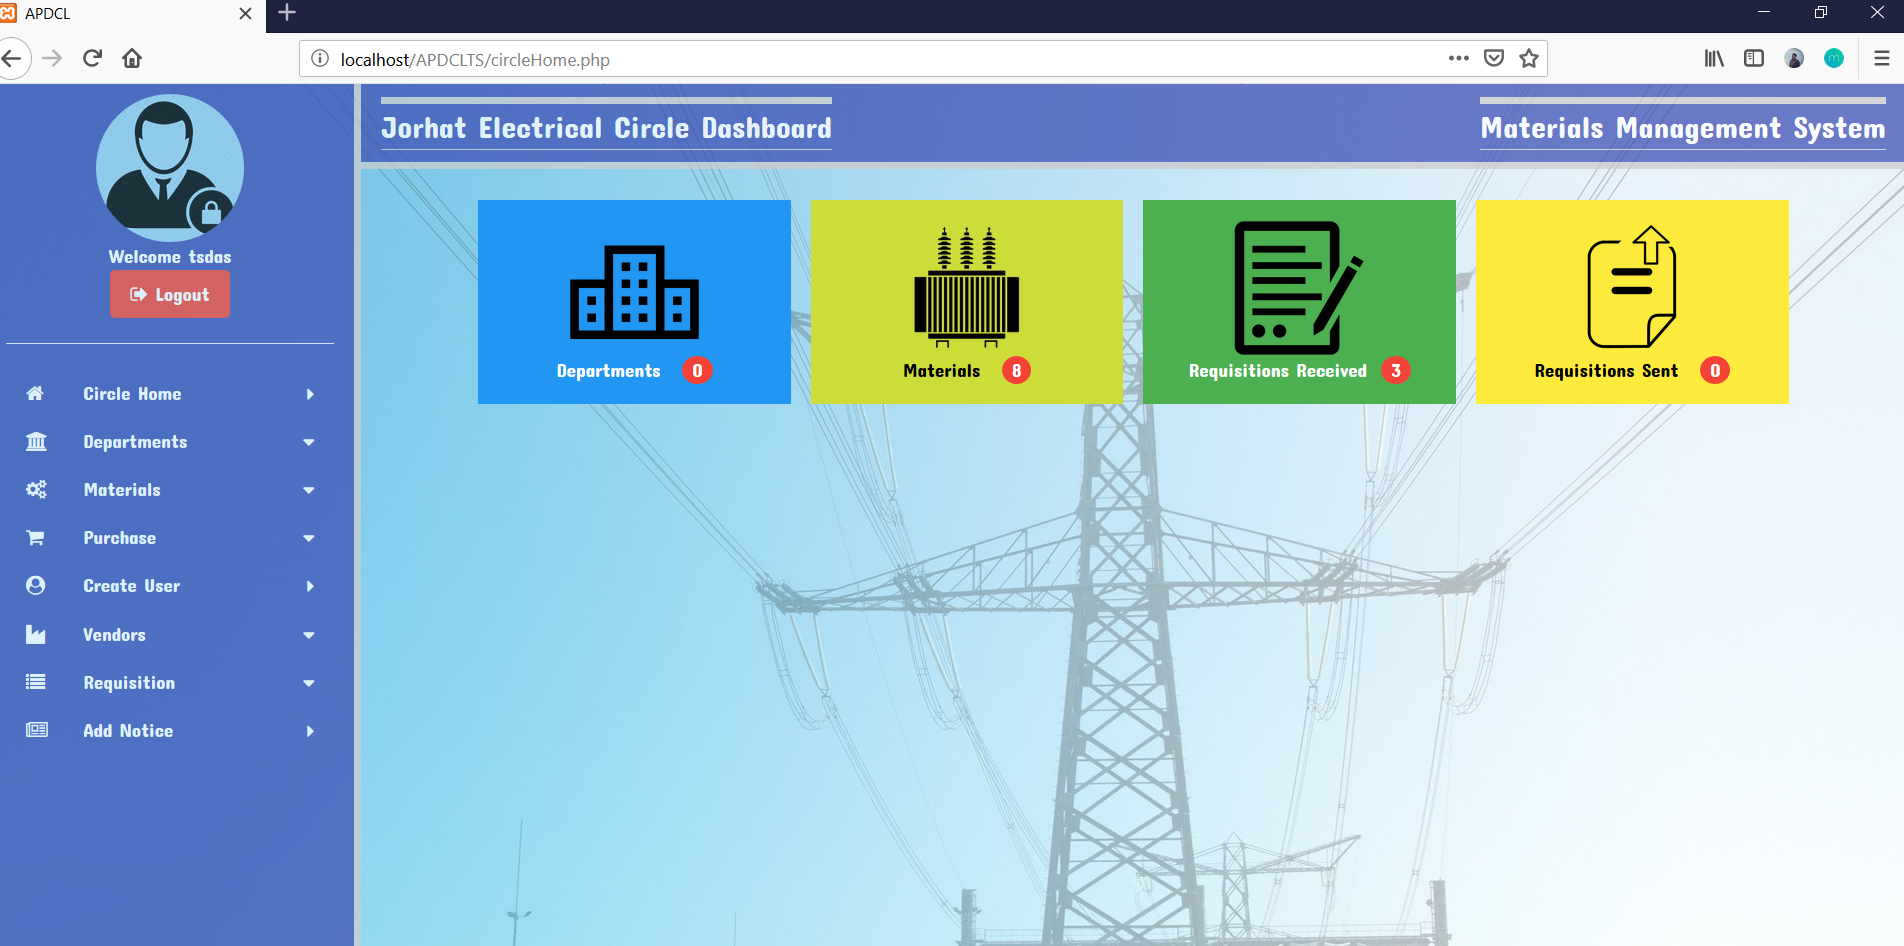 APDCL
localhost/APDCLTS/circleHome.php
m
Jorhat Electrical Circle Dashboard
Materials Management System
Welcome tsdas
Logout
Circle Home
Departments
Materials
Purchase
Create User
Vendors
Requisition
Add Notice
Departments 0
Materials 8
Requisitions Received 3
Requisitions Sent 0